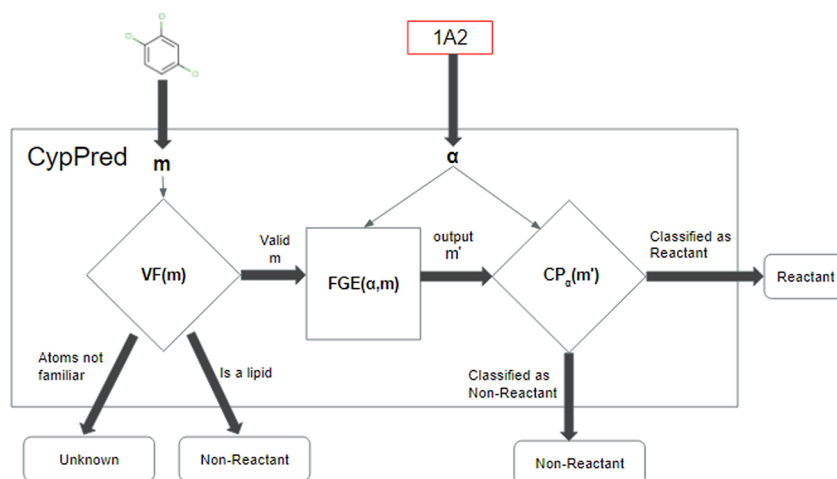 1A2
CypPred
m
α
Valid
m
output
m'
Classified as
Reactant
VF(m)
FGE(α,m)
CPα(m')
Reactant
Atoms not
familiar
Is a lipid
Classified as
Non-Reactant
Unknown
Non-Reactant
Non-Reactant